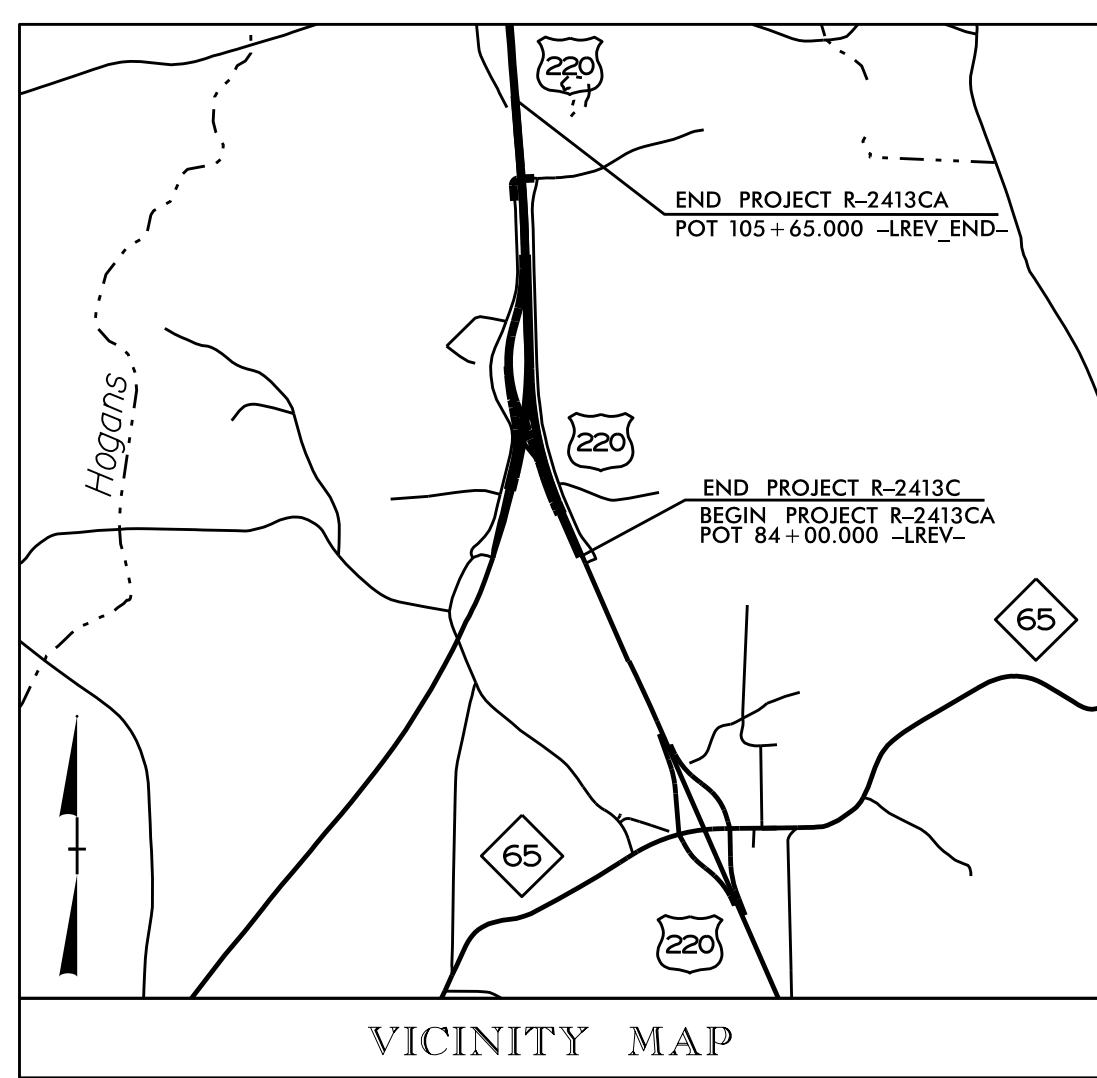 220
END PROJECT R–2413CA
POT 105+65.000 –LREV_END–
Hogans
220
END PROJECT R–2413C
BEGIN PROJECT R–2413CA
POT 84+00.000 –LREV–
65
65
220
VICINITY MAP